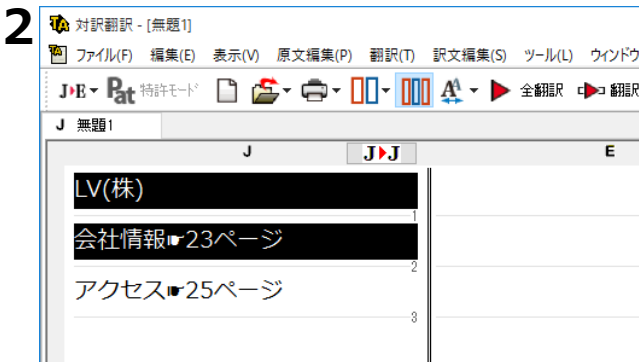 2
対訳翻訳 - [無題1]
ファイル(F) 編集(E) 表示(V) 原文編集(P) 翻訳(T) 訳文編集(S) ツール(L) ウインドウ
J▸E Pat 特許モード 全翻訳 翻訳
J 無題1
J J▸J E
LV(株)
1
会社情報☛23ページ
2
アクセス☛25ページ
3